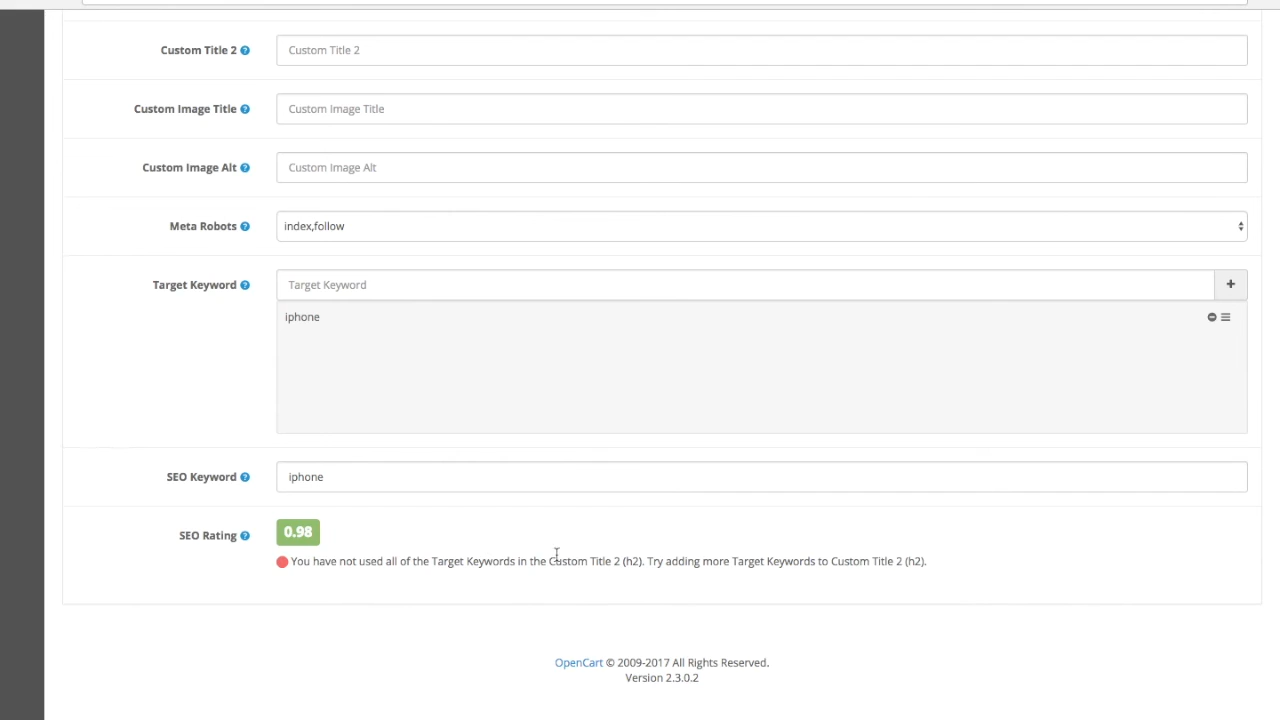 Custom Title 2
Custom Title 2
Custom Image Title
Custom Image Title
Custom Image Alt
Custom Image Alt
Meta Robots
index,follow
Target Keyword
Target Keyword
iphone
SEO Keyword
iphone
SEO Rating
0.98
You have not used all of the Target Keywords in the Custom Title 2 (h2). Try adding more Target Keywords to Custom Title 2 (h2).
OpenCart © 2009-2017 All Rights Reserved.
Version 2.3.0.2